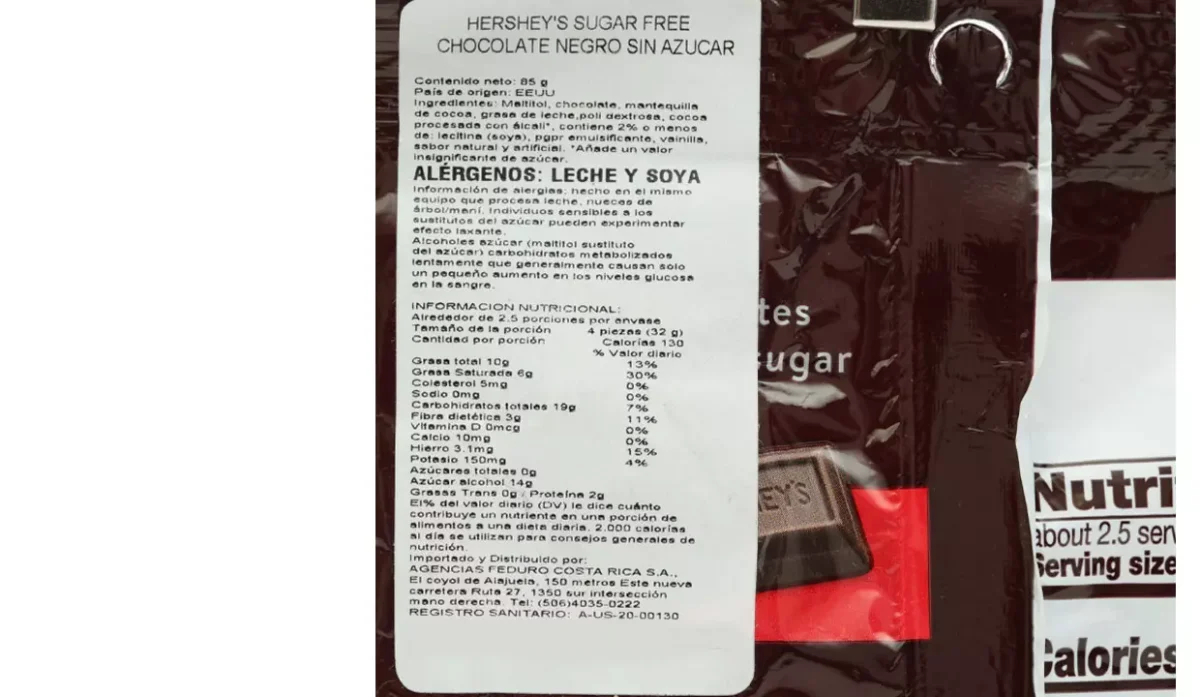 HERSHEY'S SUGAR FREE
CHOCOLATE NEGRO SIN AZUCAR
Contenido neto: 85 g
País de origen: EEUU
Ingredientes: Maltitol, chocolate, mantequilla
de cocoa, grasa de leche,poli dextrosa, cocoa
procesada con álcali*, contiene 2% o menos
de: lecitina (soya), pgpr emulsificante, vainilla,
sabor natural y artificial. *Añade un valor
insignificante de azúcar.
ALÉRGENOS: LECHE Y SOYA
Información de alergias: hecho en el mismo
equipo que procesa leche, nueces de
árbol/maní. Individuos sensibles a los
sustitutos del azúcar pueden experimentar
efecto laxante.
Alcoholes azúcar (maltitol sustituto
del azúcar) carbohidratos metabolizados
lentamente que generalmente causan solo
un pequeño aumento en los niveles glucosa
en la sangre.
INFORMACION NUTRICIONAL:
Alrededor de 2.5 porciones por envase
Tamaño de la porción 4 piezas (32 g)
Cantidad por porción Calorías 130
% Valor diario
Grasa total 10g 13%
Grasa Saturada 6g 30%
Colesterol 5mg 0%
Sodio 0mg 0%
Carbohidratos totales 19g 7%
Fibra dietética 3g 11%
Vitamina D 0mcg 0%
Calcio 10mg 0%
Hierro 3.1mg 15%
Potasio 150mg 4%
Azúcares totales 0g
Azúcar alcohol 14g
Grasas Trans 0g / Proteína 2g
El% del valor diario (DV) le dice cuánto
contribuye un nutriente en una porción de
alimentos a una dieta diaria. 2.000 calorías
al día se utilizan para consejos generales de
nutrición.
Importado y Distribuido por:
AGENCIAS FEDURO COSTA RICA S.A.,
El coyol de Alajuela, 150 metros Este nueva
carretera Ruta 27, 1350 sur intersección
mano derecha. Tel: (506)4035-0222
REGISTRO SANITARIO: A-US-20-00130
tes
sugar
EY'S
Nutri
about 2.5 serv
Serving size
Calories